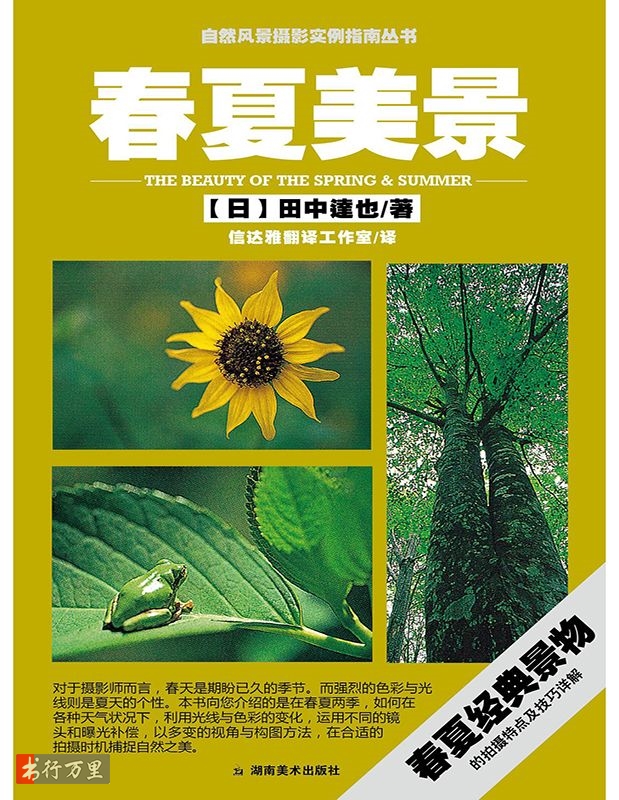 自然风景摄影实例指南丛书
春夏美景
THE BEAUTY OF THE SPRING & SUMMER
【日】田中達也/著
信达雅翻译工作室/译
对于摄影师而言，春天是期盼已久的季节。而强烈的色彩与光
线则是夏天的个性。本书向您介绍的是在春夏两季，如何在
各种天气状况下，利用光线与色彩的变化，运用不同的镜
头和曝光补偿，以多变的视角与构图方法，在合适的
拍摄时机捕捉自然之美。
春夏经典景物
的拍摄特点及技巧详解
书行万里
湖南美术出版社